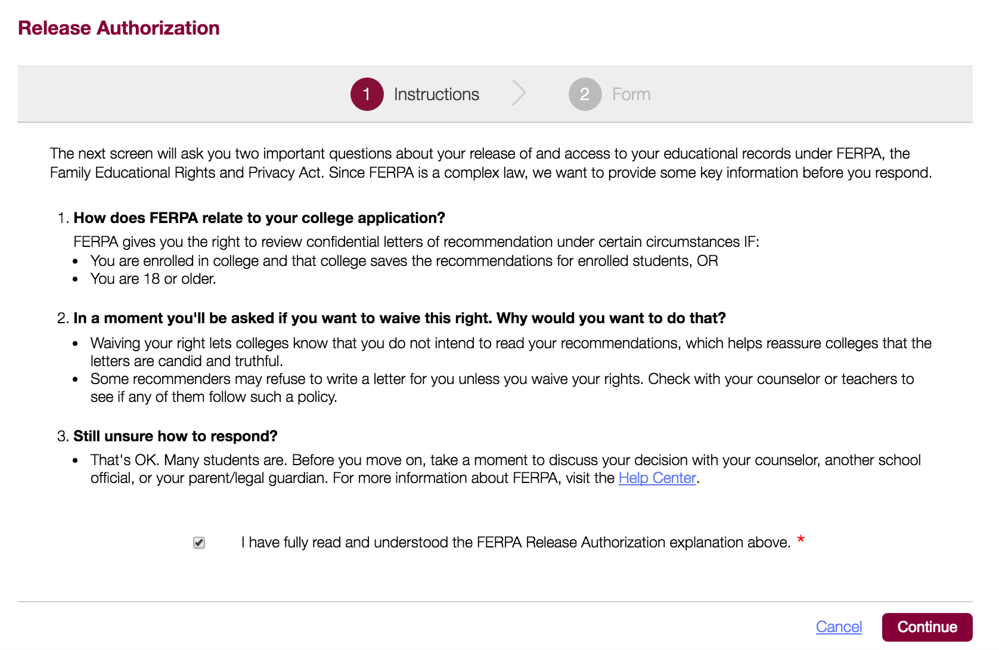 Release Authorization
1 Instructions 2 Form
The next screen will ask you two important questions about your release of and access to your educational records under FERPA, the
Family Educational Rights and Privacy Act. Since FERPA is a complex law, we want to provide some key information before you respond.
1. How does FERPA relate to your college application?
FERPA gives you the right to review confidential letters of recommendation under certain circumstances IF:
• You are enrolled in college and that college saves the recommendations for enrolled students, OR
• You are 18 or older.
2. In a moment you'll be asked if you want to waive this right. Why would you want to do that?
• Waiving your right lets colleges know that you do not intend to read your recommendations, which helps reassure colleges that the
letters are candid and truthful.
• Some recommenders may refuse to write a letter for you unless you waive your rights. Check with your counselor or teachers to
see if any of them follow such a policy.
3. Still unsure how to respond?
• That's OK. Many students are. Before you move on, take a moment to discuss your decision with your counselor, another school
official, or your parent/legal guardian. For more information about FERPA, visit the Help Center.
I have fully read and understood the FERPA Release Authorization explanation above. *
Cancel Continue